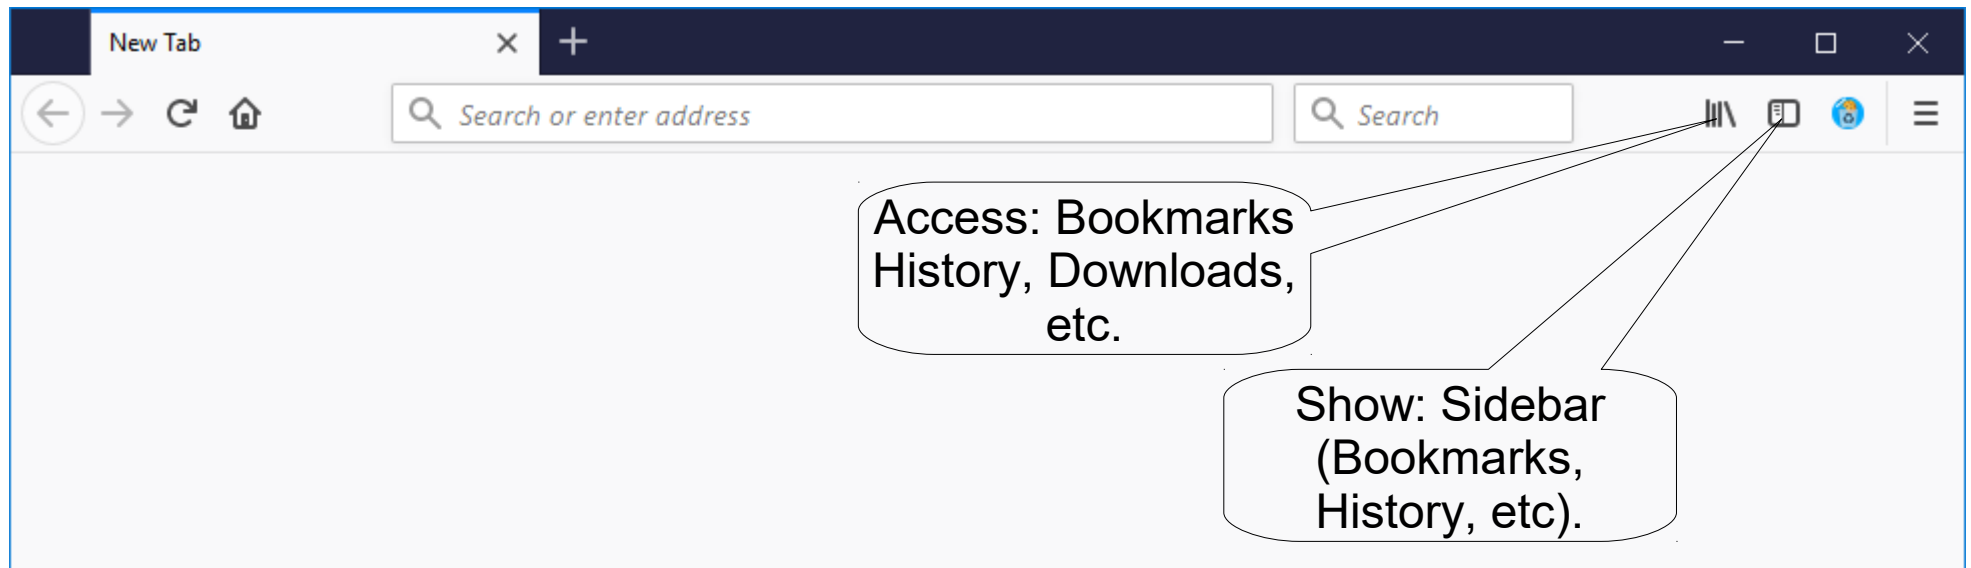 New Tab
Search or enter address
Search
Access: Bookmarks
History, Downloads,
etc.
Show: Sidebar
(Bookmarks,
History, etc).